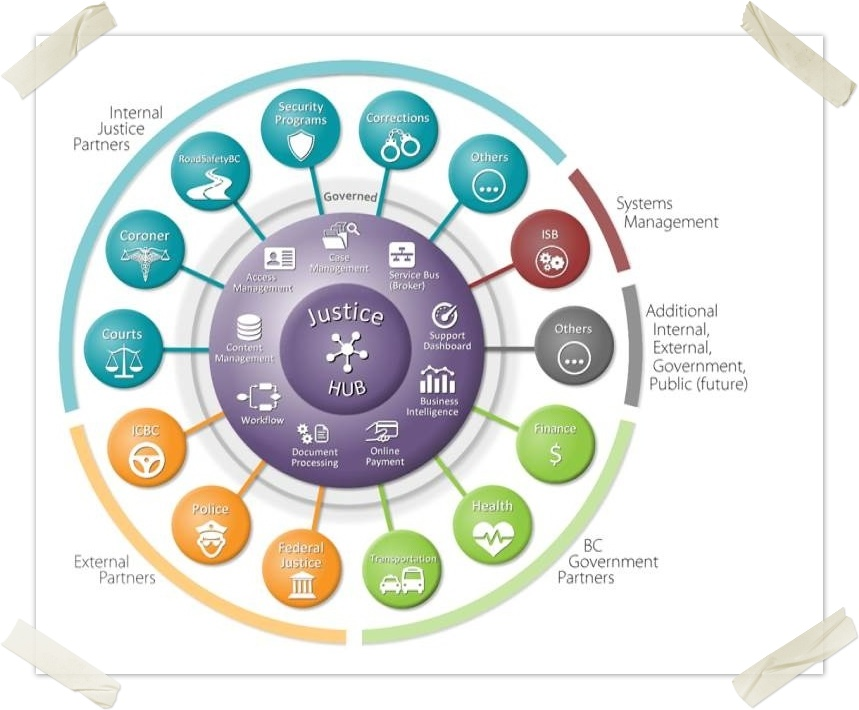 Internal
Justice
Partners
Security
Programs
Corrections
RoadSafetyBC
Others
Coroner
Courts
Governed
Systems
Management
ISB
Additional
Internal,
External,
Government,
Public (future)
Others
Case
Management
Access
Management
Service Bus
(Broker)
Content
Management
Support
Dashboard
Justice
HUB
Workflow
Business
Intelligence
Document
Processing
Online
Payment
ICBC
Police
Federal
Justice
External
Partners
Finance
$
Health
Transportation
BC
Government
Partners